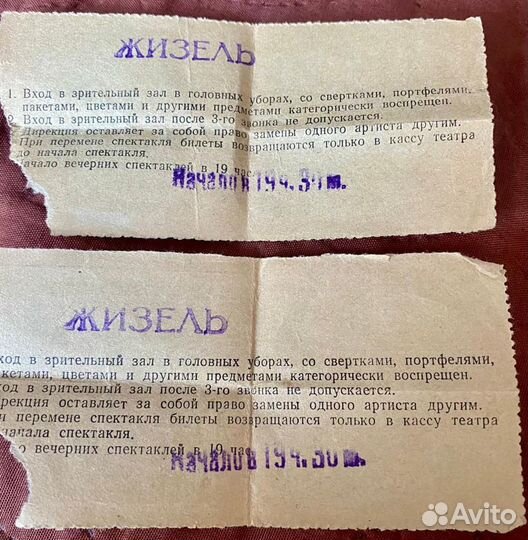 ЖИЗЕЛЬ
1. Вход в зрительный зал в головных уборах, со свертками, портфелями,
пакетами, цветами и другими предметами категорически воспрещен.
2. Вход в зрительный зал после 3-го звонка не допускается.
Дирекция оставляет за собой право замены одного артиста другим.
При перемене спектакля билеты возвращаются только в кассу театра
до начала спектакля.
Начало вечерних спектаклей в 19 час
Начало в 19 ч. 30 м.
ЖИЗЕЛЬ
ход в зрительный зал в головных уборах, со свертками, портфелями,
кетами, цветами и другими предметами категорически воспрещен.
ход в зрительный зал после 3-го звонка не допускается.
рекция оставляет за собой право замены одного артиста другим.
и перемене спектакля билеты возвращаются только в кассу театра
начала спектакля.
о вечерних спектаклей в 19 час
Начало в 19 ч. 30 м.
Avito